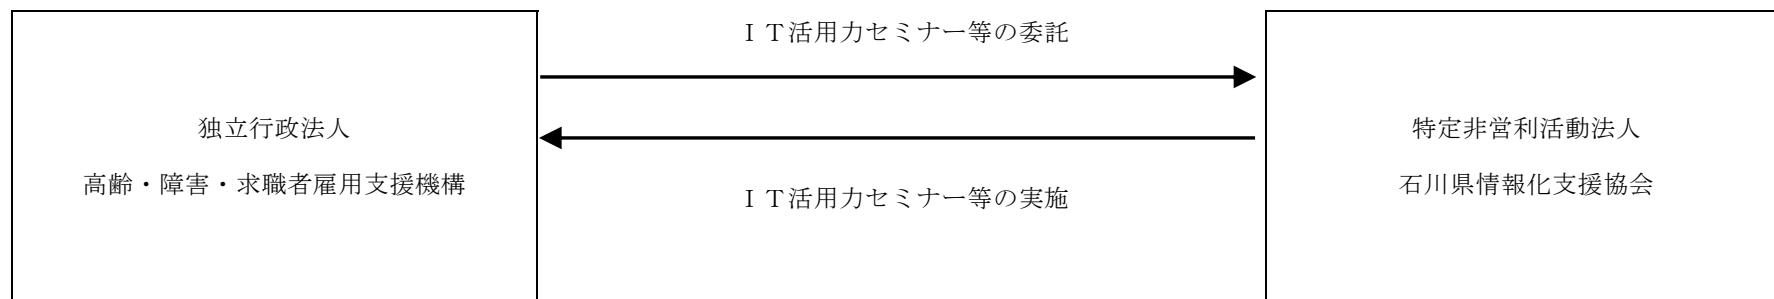 ＩＴ活用力セミナー等の委託
独立行政法人
高齢・障害・求職者雇用支援機構
ＩＴ活用力セミナー等の実施
特定非営利活動法人
石川県情報化支援協会